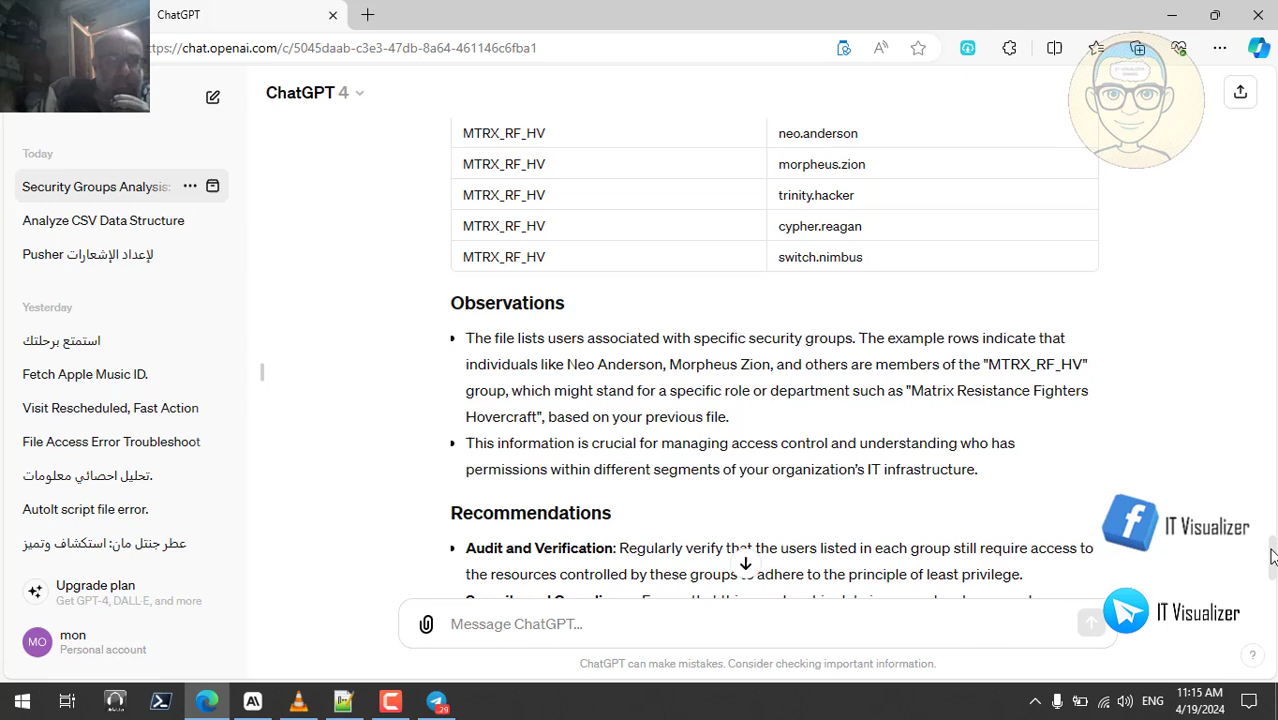 ChatGPT
ttps://chat.openai.com/c/5045daab-c3e3-47db-8a64-461146c6fba1
ChatGPT 4
Today
Security Groups Analysis:
Analyze CSV Data Structure
Pusher لإعداد الإشعارات
Yesterday
استمتع برحلتك
Fetch Apple Music ID.
Visit Rescheduled, Fast Action
File Access Error Troubleshoot
تحليل احصائي معلومات.
AutoIt script file error.
عطر جنتل مان: استكشاف وتميز
Upgrade plan
Get GPT-4, DALL·E, and more
MO
mon
Personal account
MTRX_RF_HV neo.anderson
MTRX_RF_HV morpheus.zion
MTRX_RF_HV trinity.hacker
MTRX_RF_HV cypher.reagan
MTRX_RF_HV switch.nimbus
Observations
The file lists users associated with specific security groups. The example rows indicate that
individuals like Neo Anderson, Morpheus Zion, and others are members of the "MTRX_RF_HV"
group, which might stand for a specific role or department such as "Matrix Resistance Fighters
Hovercraft", based on your previous file.
This information is crucial for managing access control and understanding who has
permissions within different segments of your organization's IT infrastructure.
Recommendations
Audit and Verification: Regularly verify that the users listed in each group still require access to
the resources controlled by these groups to adhere to the principle of least privilege.
Message ChatGPT...
ChatGPT can make mistakes. Consider checking important information.
IT Visualizer
IT Visualizer
?
29
ENG
11:15 AM
4/19/2024